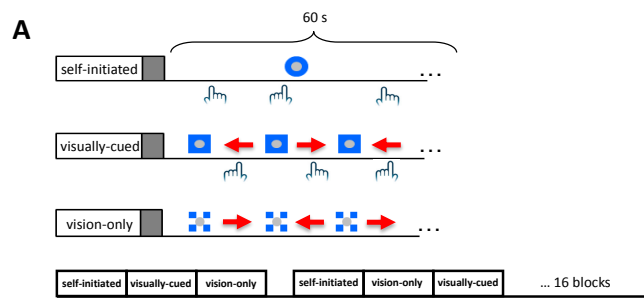 A
60 s
self-initiated
...
visually-cued
...
vision-only
...
self-initiated visually-cued vision-only self-initiated vision-only visually-cued ... 16 blocks